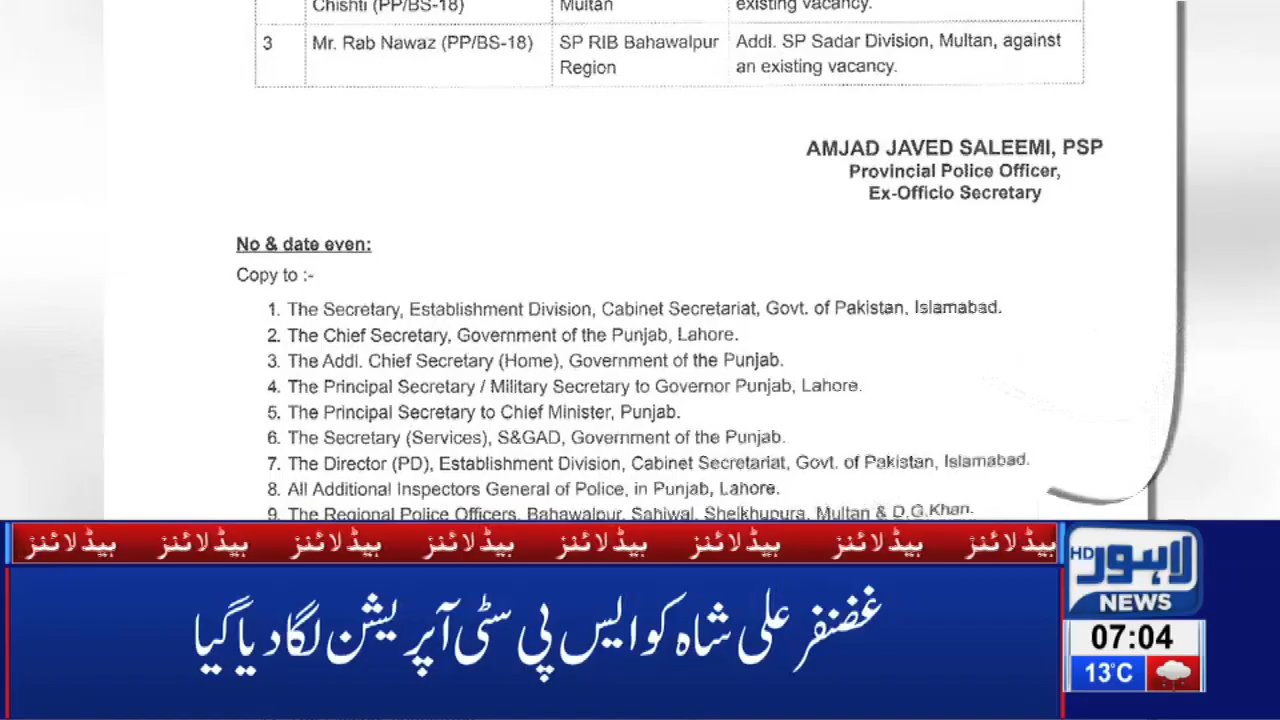 Chishti (PP/BS-18) Multan existing vacancy.
3 Mr. Rab Nawaz (PP/BS-18) SP RIB Bahawalpur Addl. SP Sadar Division, Multan, against
Region an existing vacancy.
AMJAD JAVED SALEEMI, PSP
Provincial Police Officer,
Ex-Officio Secretary
No & date even:
Copy to :-
1. The Secretary, Establishment Division, Cabinet Secretariat, Govt. of Pakistan, Islamabad.
2. The Chief Secretary, Government of the Punjab, Lahore.
3. The Addl. Chief Secretary (Home), Government of the Punjab.
4. The Principal Secretary / Military Secretary to Governor Punjab, Lahore.
5. The Principal Secretary to Chief Minister, Punjab.
6. The Secretary (Services), S&GAD, Government of the Punjab.
7. The Director (PD), Establishment Division, Cabinet Secretariat, Govt. of Pakistan, Islamabad.
8. All Additional Inspectors General of Police, in Punjab, Lahore.
9. The Regional Police Officers, Bahawalpur, Sahiwal, Sheikhupura, Multan & D.G.Khan.
ہیڈلائنز ہیڈلائنز ہیڈلائنز ہیڈلائنز ہیڈلائنز ہیڈلائنز ہیڈلائنز ہیڈلائنز
غضنفر علی شاہ کو ایس پی سٹی آپریشن لگا دیا گیا
لاہور HD
NEWS
07:04
13°C